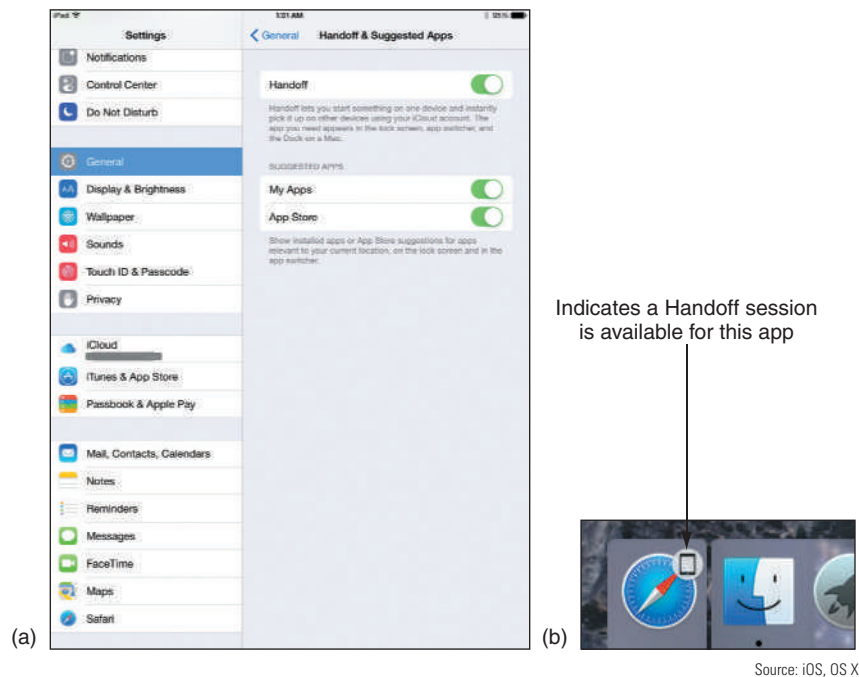 iPad
1:21 AM
95%
Settings
General
Handoff & Suggested Apps
Notifications
Control Center
Do Not Disturb
General
Display & Brightness
Wallpaper
Sounds
Touch ID & Passcode
Privacy
iCloud
iTunes & App Store
Passbook & Apple Pay
Mail, Contacts, Calendars
Notes
Reminders
Messages
FaceTime
Maps
Safari
Handoff
Handoff lets you start something on one device and instantly
pick it up on other devices using your iCloud account. The
app you need appears in the lock screen, app switcher, and
the Dock on a Mac.
SUGGESTED APPS
My Apps
App Store
Show installed apps or App Store suggestions for apps
relevant to your current location, on the lock screen and in the
app switcher.
(a)
Indicates a Handoff session
is available for this app
(b)
Source: iOS, OS X